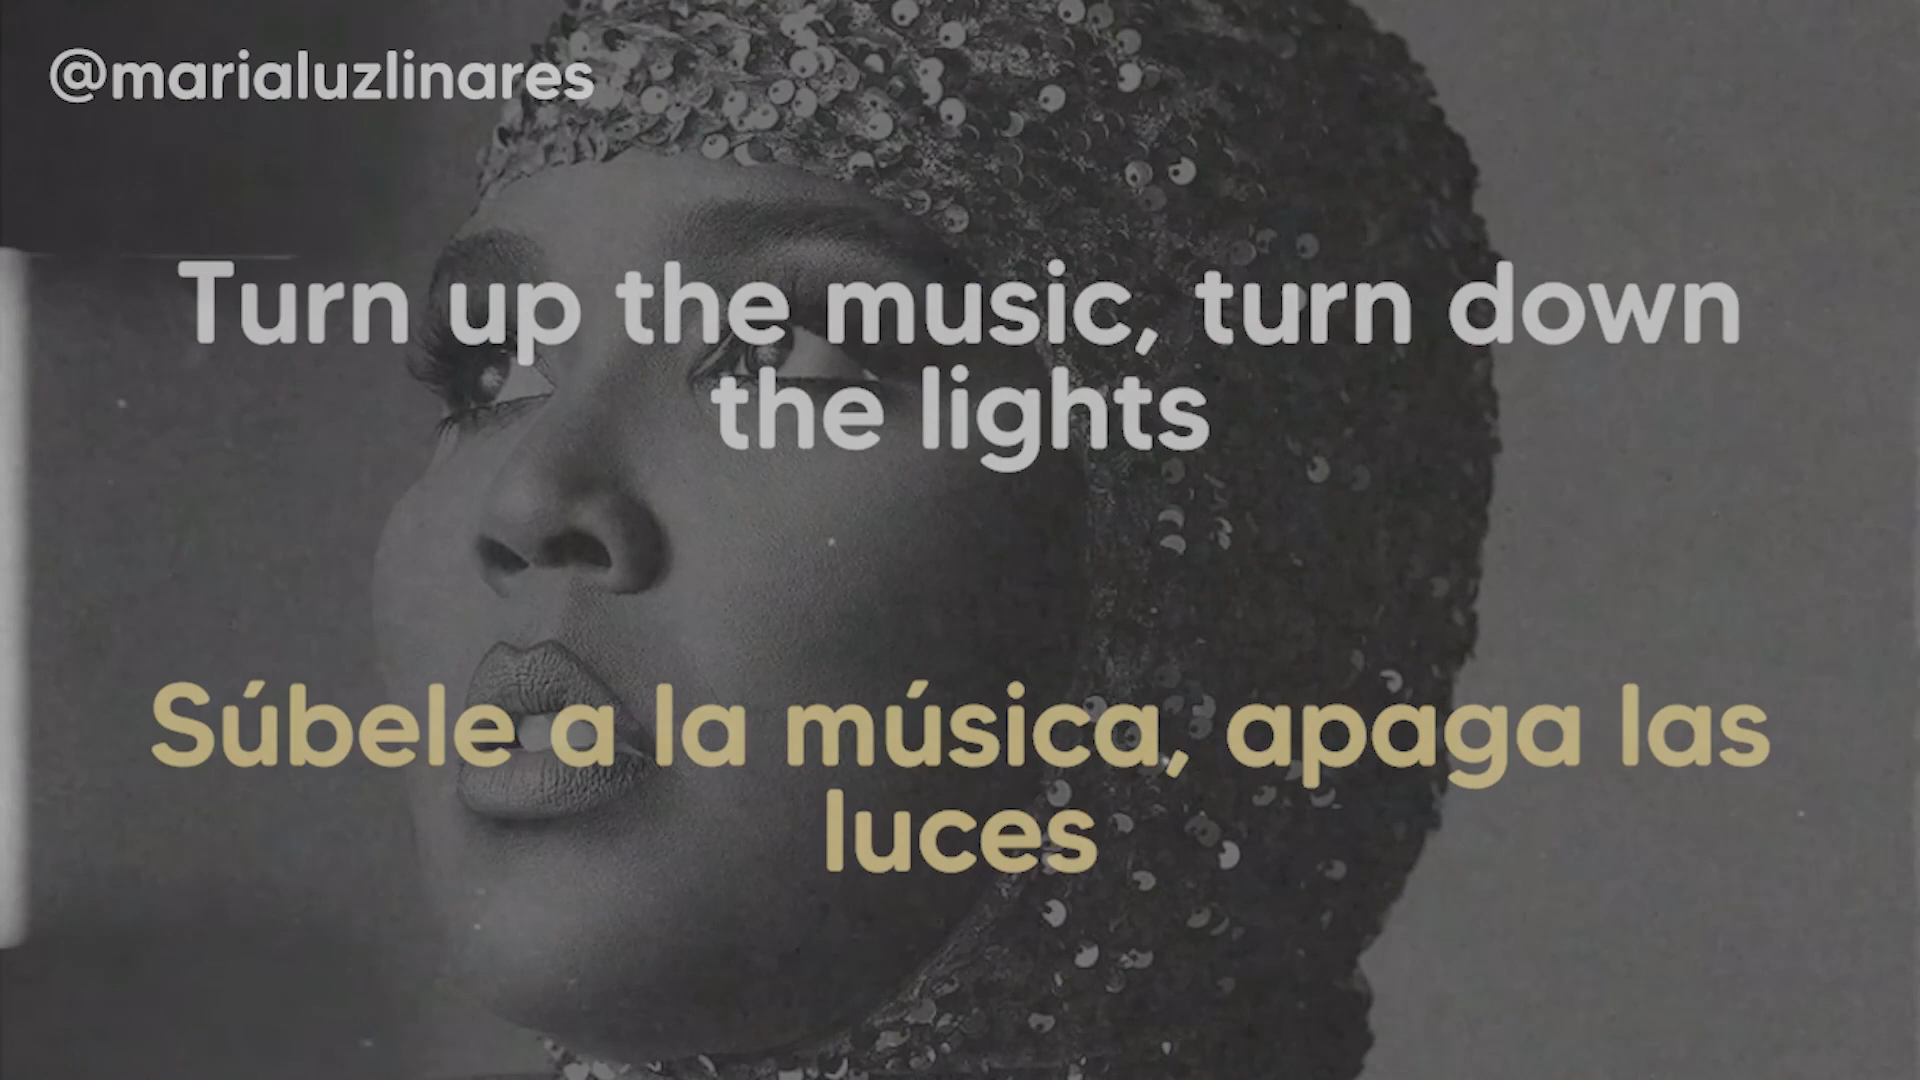 @marialuzlinares
Turn up the music, turn down
the lights
Súbele a la música, apaga las
luces